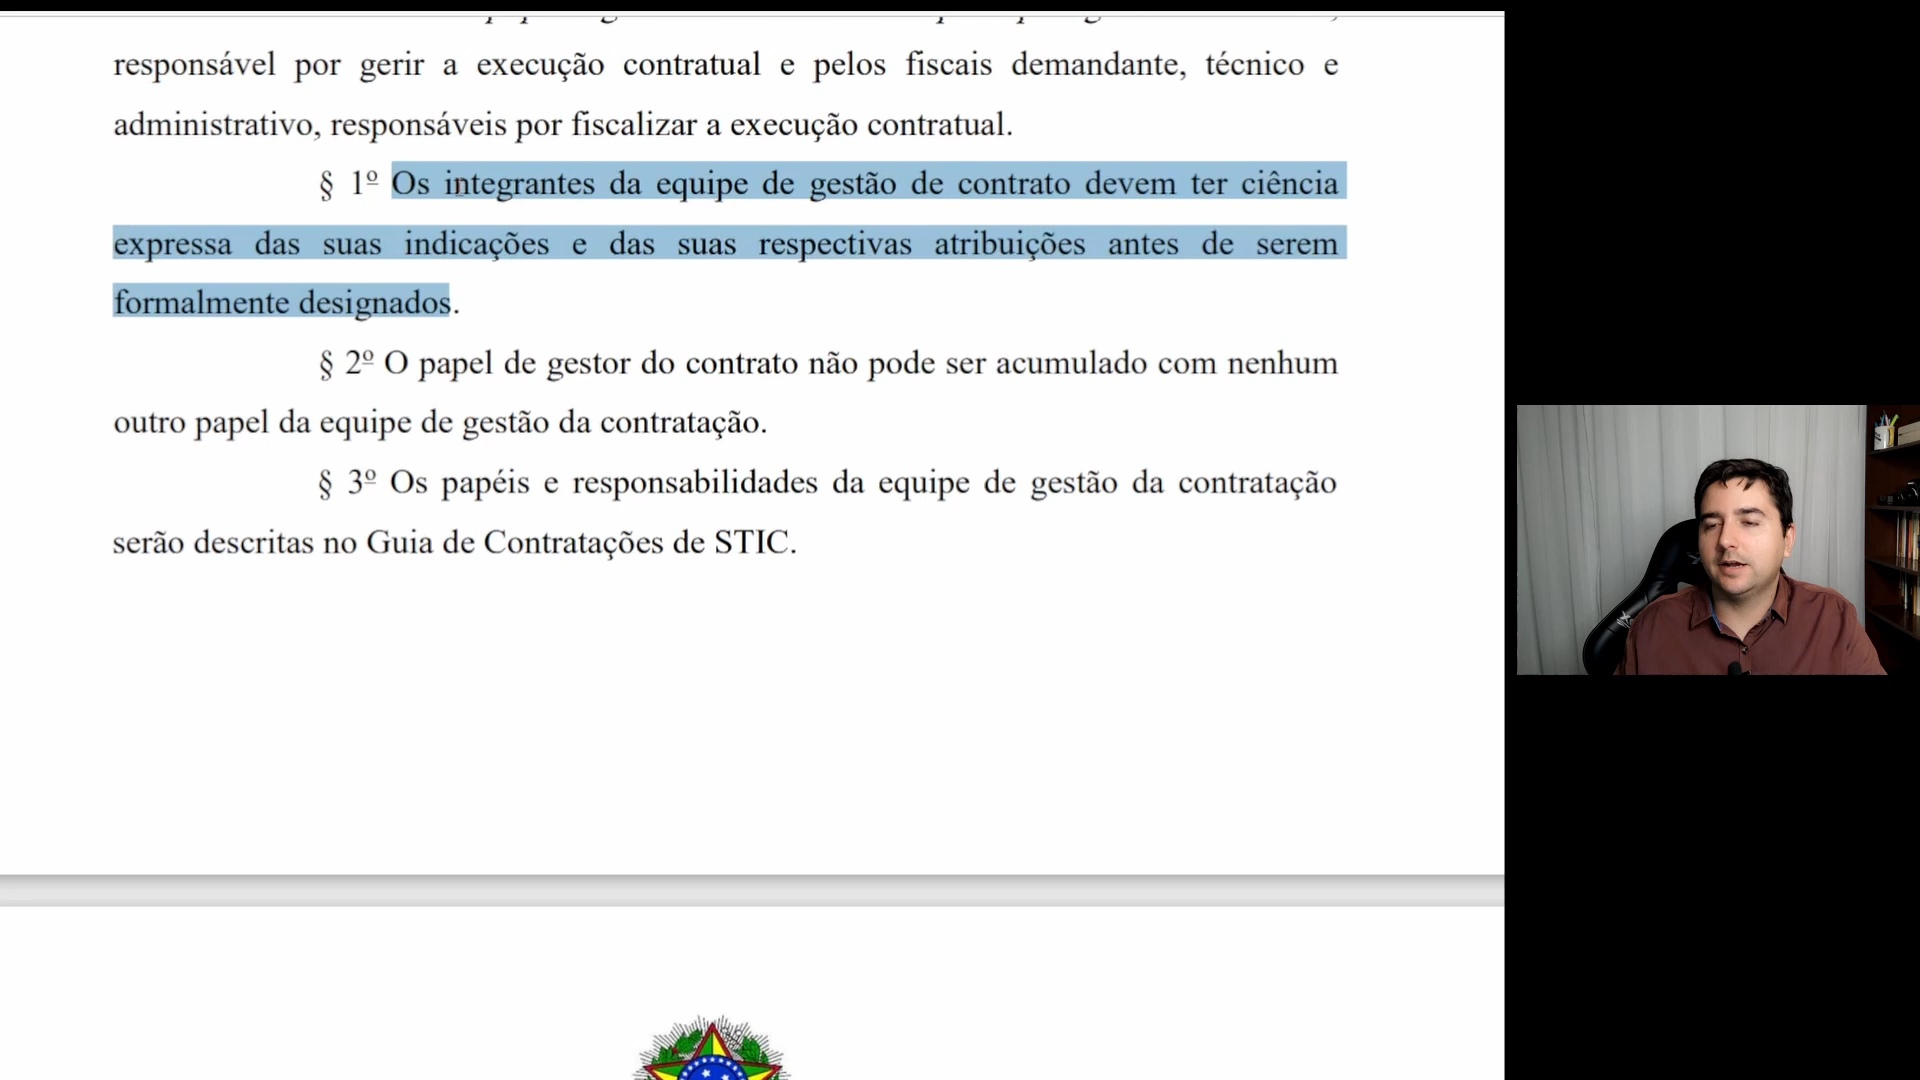 responsável por gerir a execução contratual e pelos fiscais demandante, técnico e
administrativo, responsáveis por fiscalizar a execução contratual.
§ 1º Os integrantes da equipe de gestão de contrato devem ter ciência
expressa das suas indicações e das suas respectivas atribuições antes de serem
formalmente designados.
§ 2º O papel de gestor do contrato não pode ser acumulado com nenhum
outro papel da equipe de gestão da contratação.
§ 3º Os papéis e responsabilidades da equipe de gestão da contratação
serão descritas no Guia de Contratações de STIC.